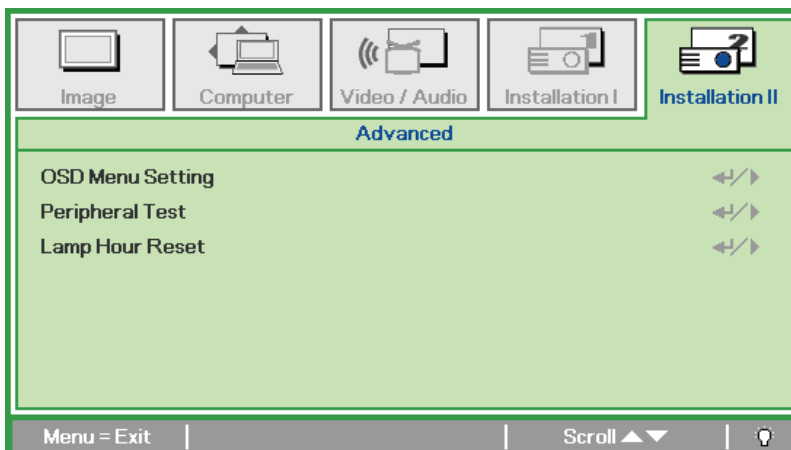 Image Computer Video / Audio Installation I Installation II
Advanced
OSD Menu Setting
Peripheral Test
Lamp Hour Reset
Menu = Exit Scroll ▲▼